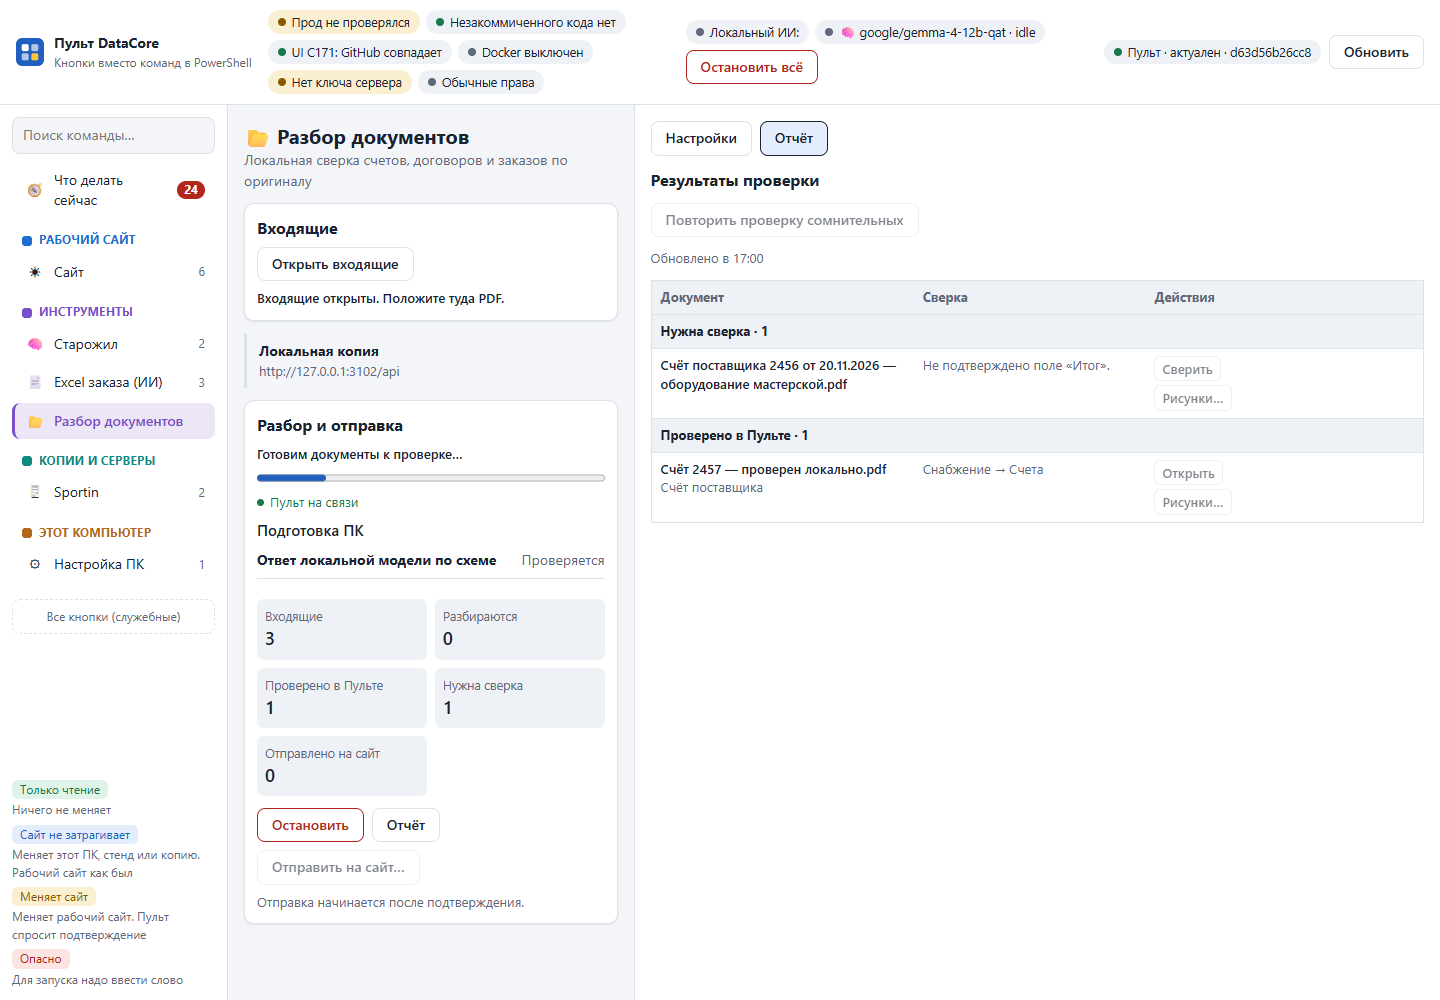 Пульт DataCore
Кнопки вместо команд в PowerShell
Прод не проверялся
Незакоммиченного кода нет
UI C171: GitHub совпадает
Docker выключен
Нет ключа сервера
Обычные права
Локальный ИИ:
google/gemma-4-12b-qat · idle
Остановить всё
Пульт · актуален · d63d56b26cc8
Обновить
Поиск команды...
Что делать
сейчас
24
РАБОЧИЙ САЙТ
Сайт 6
ИНСТРУМЕНТЫ
Старожил 2
Excel заказа (ИИ) 3
Разбор документов
КОПИИ И СЕРВЕРЫ
Sportin 2
ЭТОТ КОМПЬЮТЕР
Настройка ПК 1
Все кнопки (служебные)
Только чтение
Ничего не меняет
Сайт не затрагивает
Меняет этот ПК, стенд или копию.
Рабочий сайт как был
Меняет сайт
Меняет рабочий сайт. Пульт
спросит подтверждение
Опасно
Для запуска надо ввести слово
Разбор документов
Локальная сверка счетов, договоров и заказов по
оригиналу
Входящие
Открыть входящие
Входящие открыты. Положите туда PDF.
Локальная копия
http://127.0.0.1:3102/api
Разбор и отправка
Готовим документы к проверке...
Пульт на связи
Подготовка ПК
Ответ локальной модели по схеме Проверяется
Входящие
3
Разбираются
0
Проверено в Пульте
1
Нужна сверка
1
Отправлено на сайт
0
Остановить
Отчёт
Отправить на сайт...
Отправка начинается после подтверждения.
Настройки
Отчёт
Результаты проверки
Повторить проверку сомнительных
Обновлено в 17:00
Документ Сверка Действия
Нужна сверка · 1
Счёт поставщика 2456 от 20.11.2026 —
оборудование мастерской.pdf
Не подтверждено поле «Итог».
Сверить
Рисунки...
Проверено в Пульте · 1
Счёт 2457 — проверен локально.pdf
Счёт поставщика
Снабжение → Счета
Открыть
Рисунки...